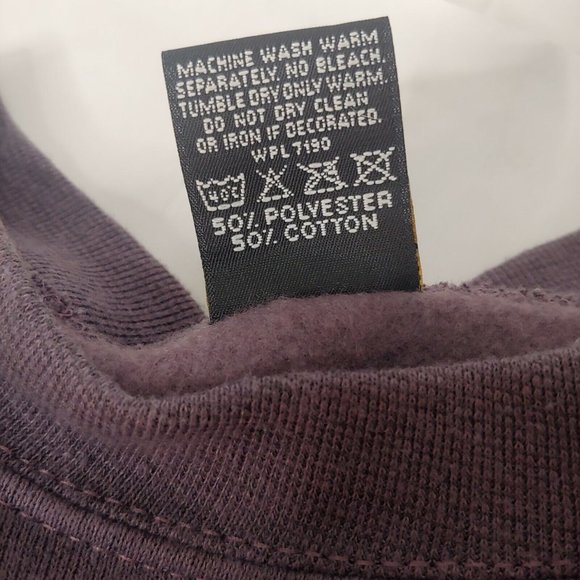 MACHINE WASH WARM
SEPARATELY NO BLEACH.
TUMBLE DRY ONLY WARM.
DO NOT DRY CLEAN
OR IRON IF DECORATED.
WPL 7190
50% POLYESTER
50% COTTON